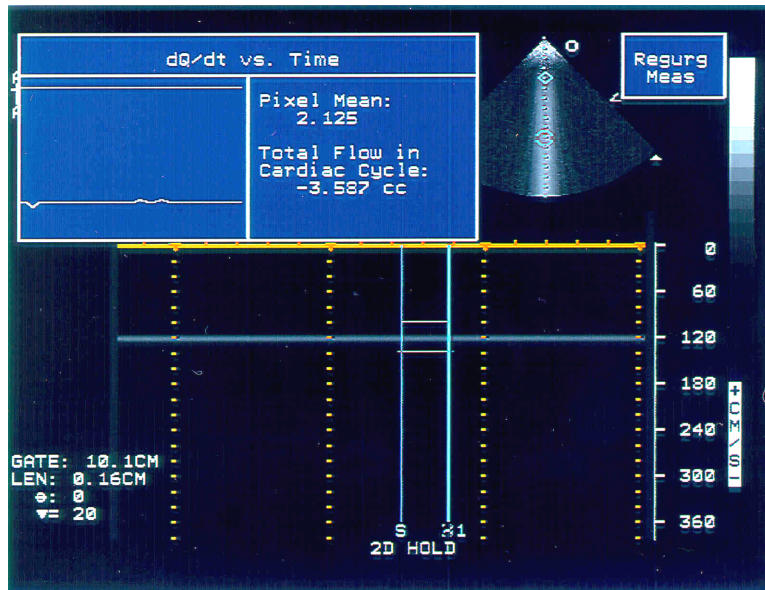 dQ/dt vs. Time
Pixel Mean:
2.125
Total Flow in
Cardiac Cycle:
-3.587 cc
Regurg
Meas
0
60
120
180
240
300
360
+CM/S-
GATE: 10.1CM
LEN: 0.16CM
⊖: 0
▼= 20
S R1
2D HOLD